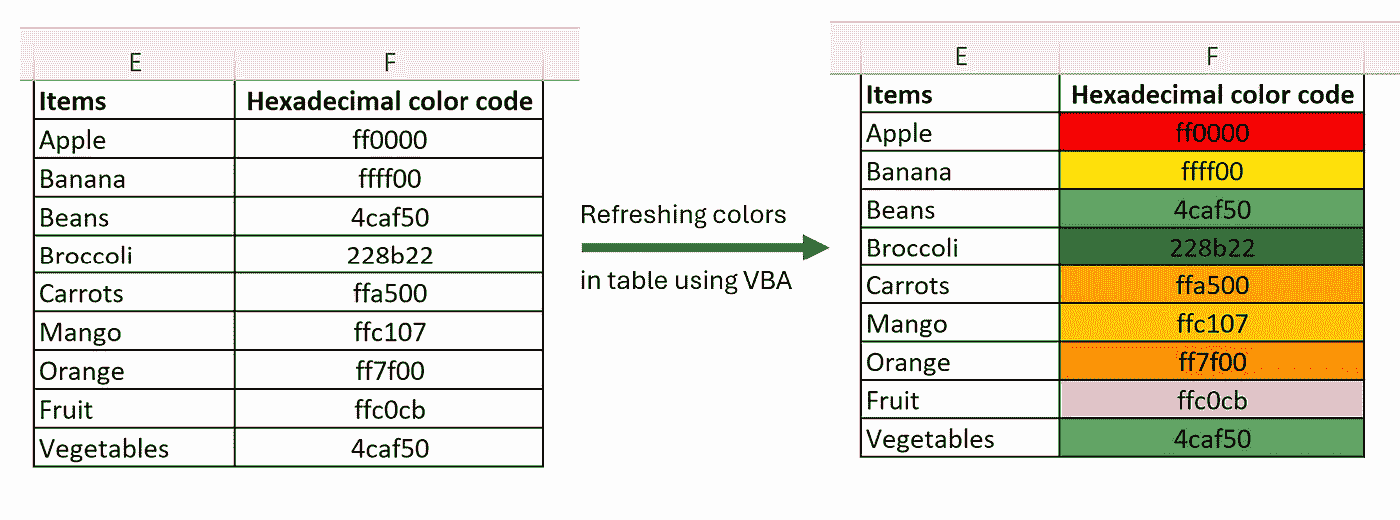 E F
Items Hexadecimal color code
Apple ff0000
Banana ffff00
Beans 4caf50
Broccoli 228b22
Carrots ffa500
Mango ffc107
Orange ff7f00
Fruit ffc0cb
Vegetables 4caf50
Refreshing colors
in table using VBA
E F
Items Hexadecimal color code
Apple ff0000
Banana ffff00
Beans 4caf50
Broccoli 228b22
Carrots ffa500
Mango ffc107
Orange ff7f00
Fruit ffc0cb
Vegetables 4caf50